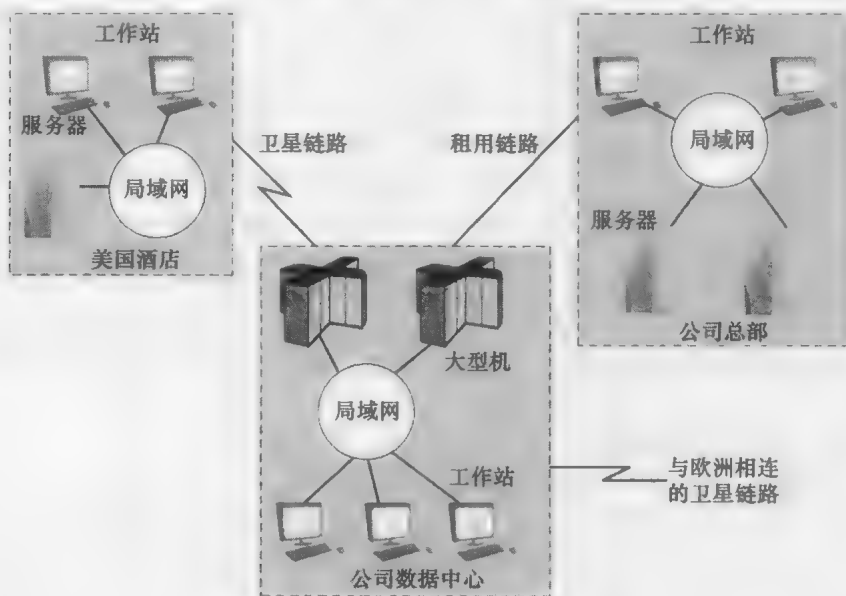 工作站
服务器
局域网
美国酒店
卫星链路
租用链路
工作站
局域网
服务器
公司总部
大型机
局域网
工作站
公司数据中心
与欧洲相连
的卫星链路